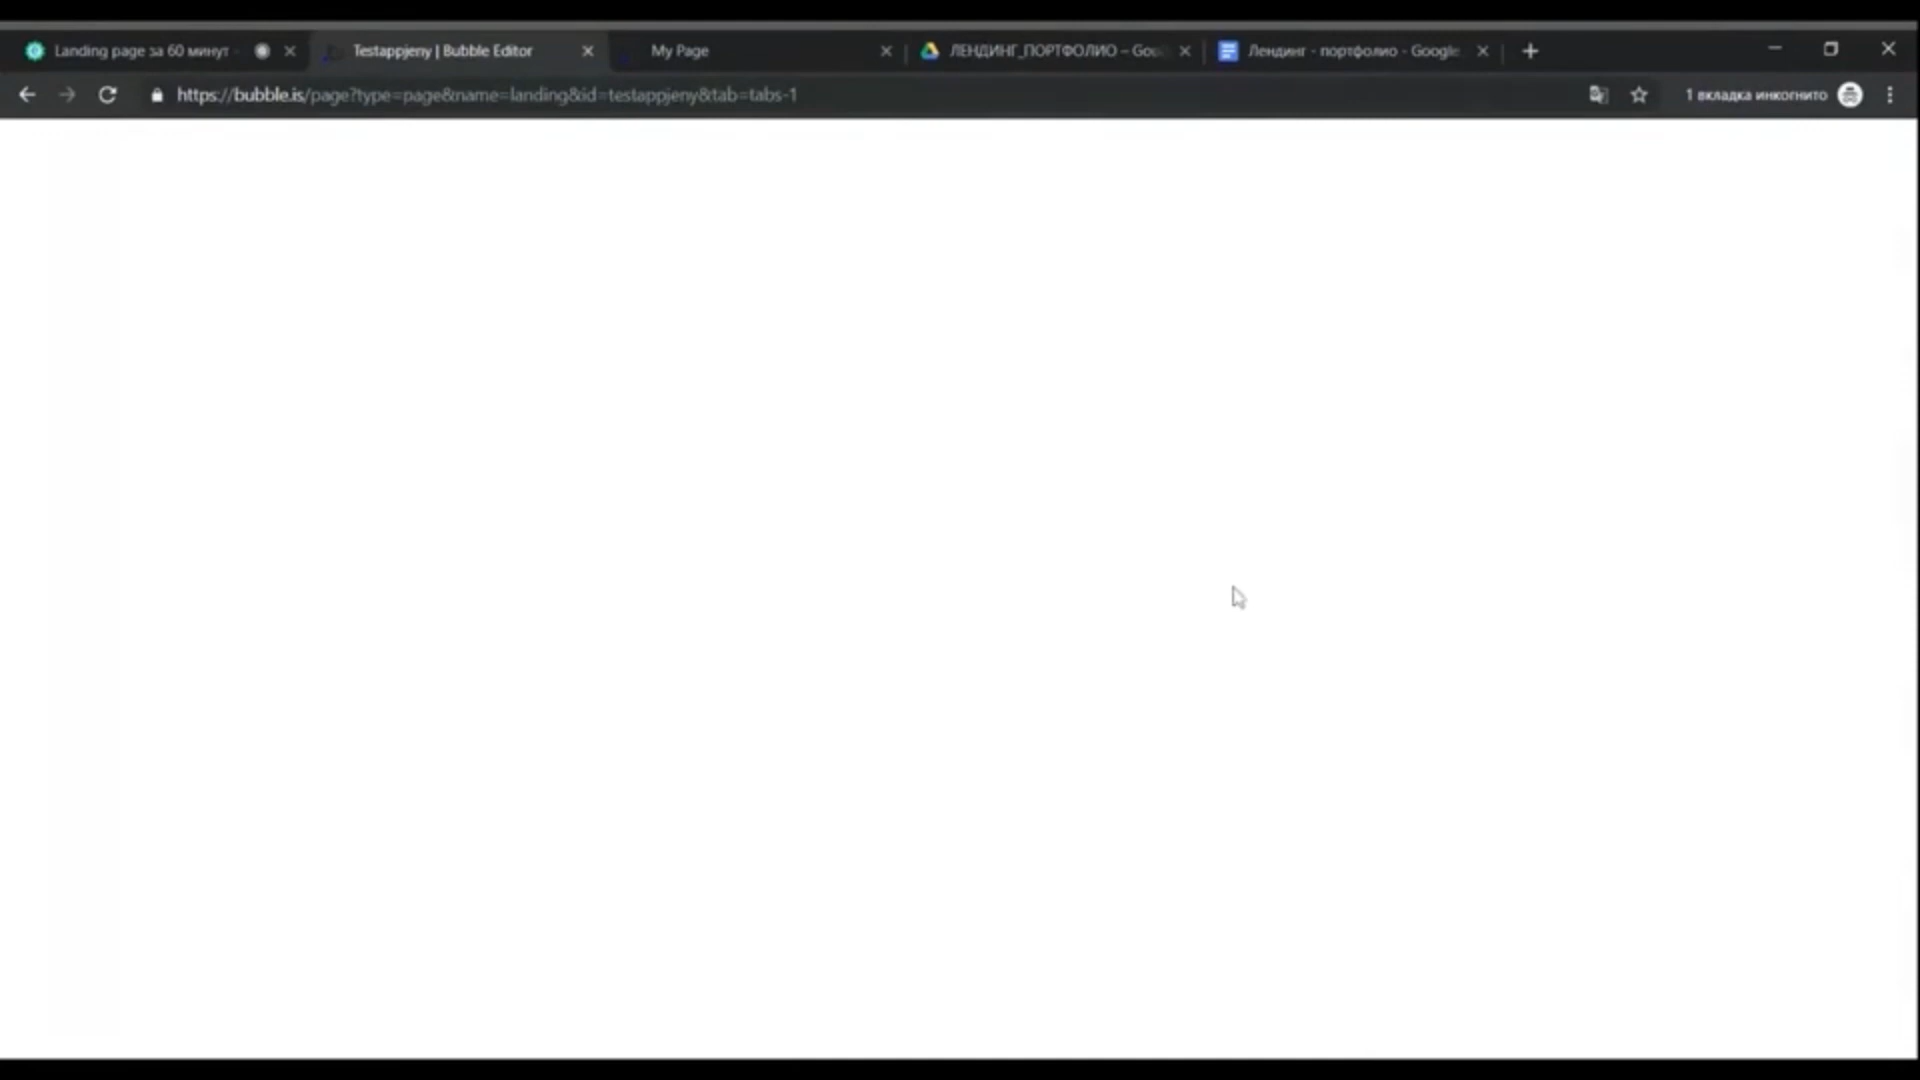 Landing page за 60 минут
Testappjeny | Bubble Editor
My Page
ЛЕНДИНГ_ПОРТФОЛИО – Goo
Лендинг - портфолио - Google
https://bubble.is/page?type=page&name=landing&id=testappjeny&tab=tabs-1
1 вкладка инкогнито